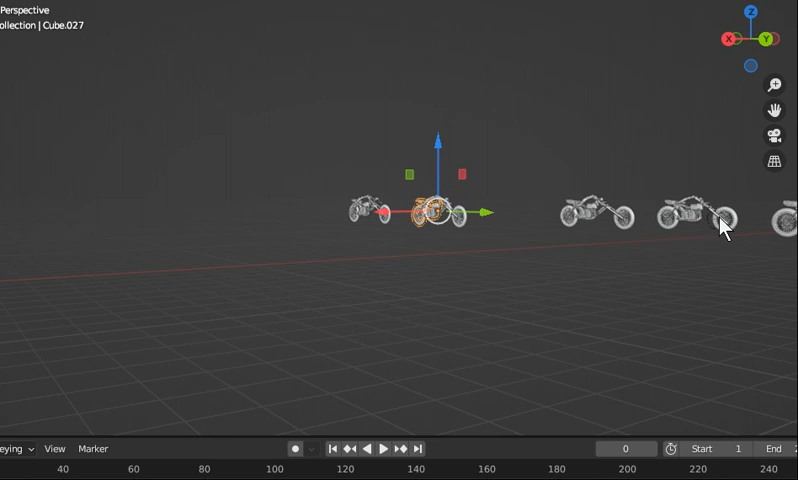 Perspective
ollection | Cube.027
Z
X Y
eying View Marker 0 Start 1 End
40 60 80 100 120 140 160 180 200 220 240